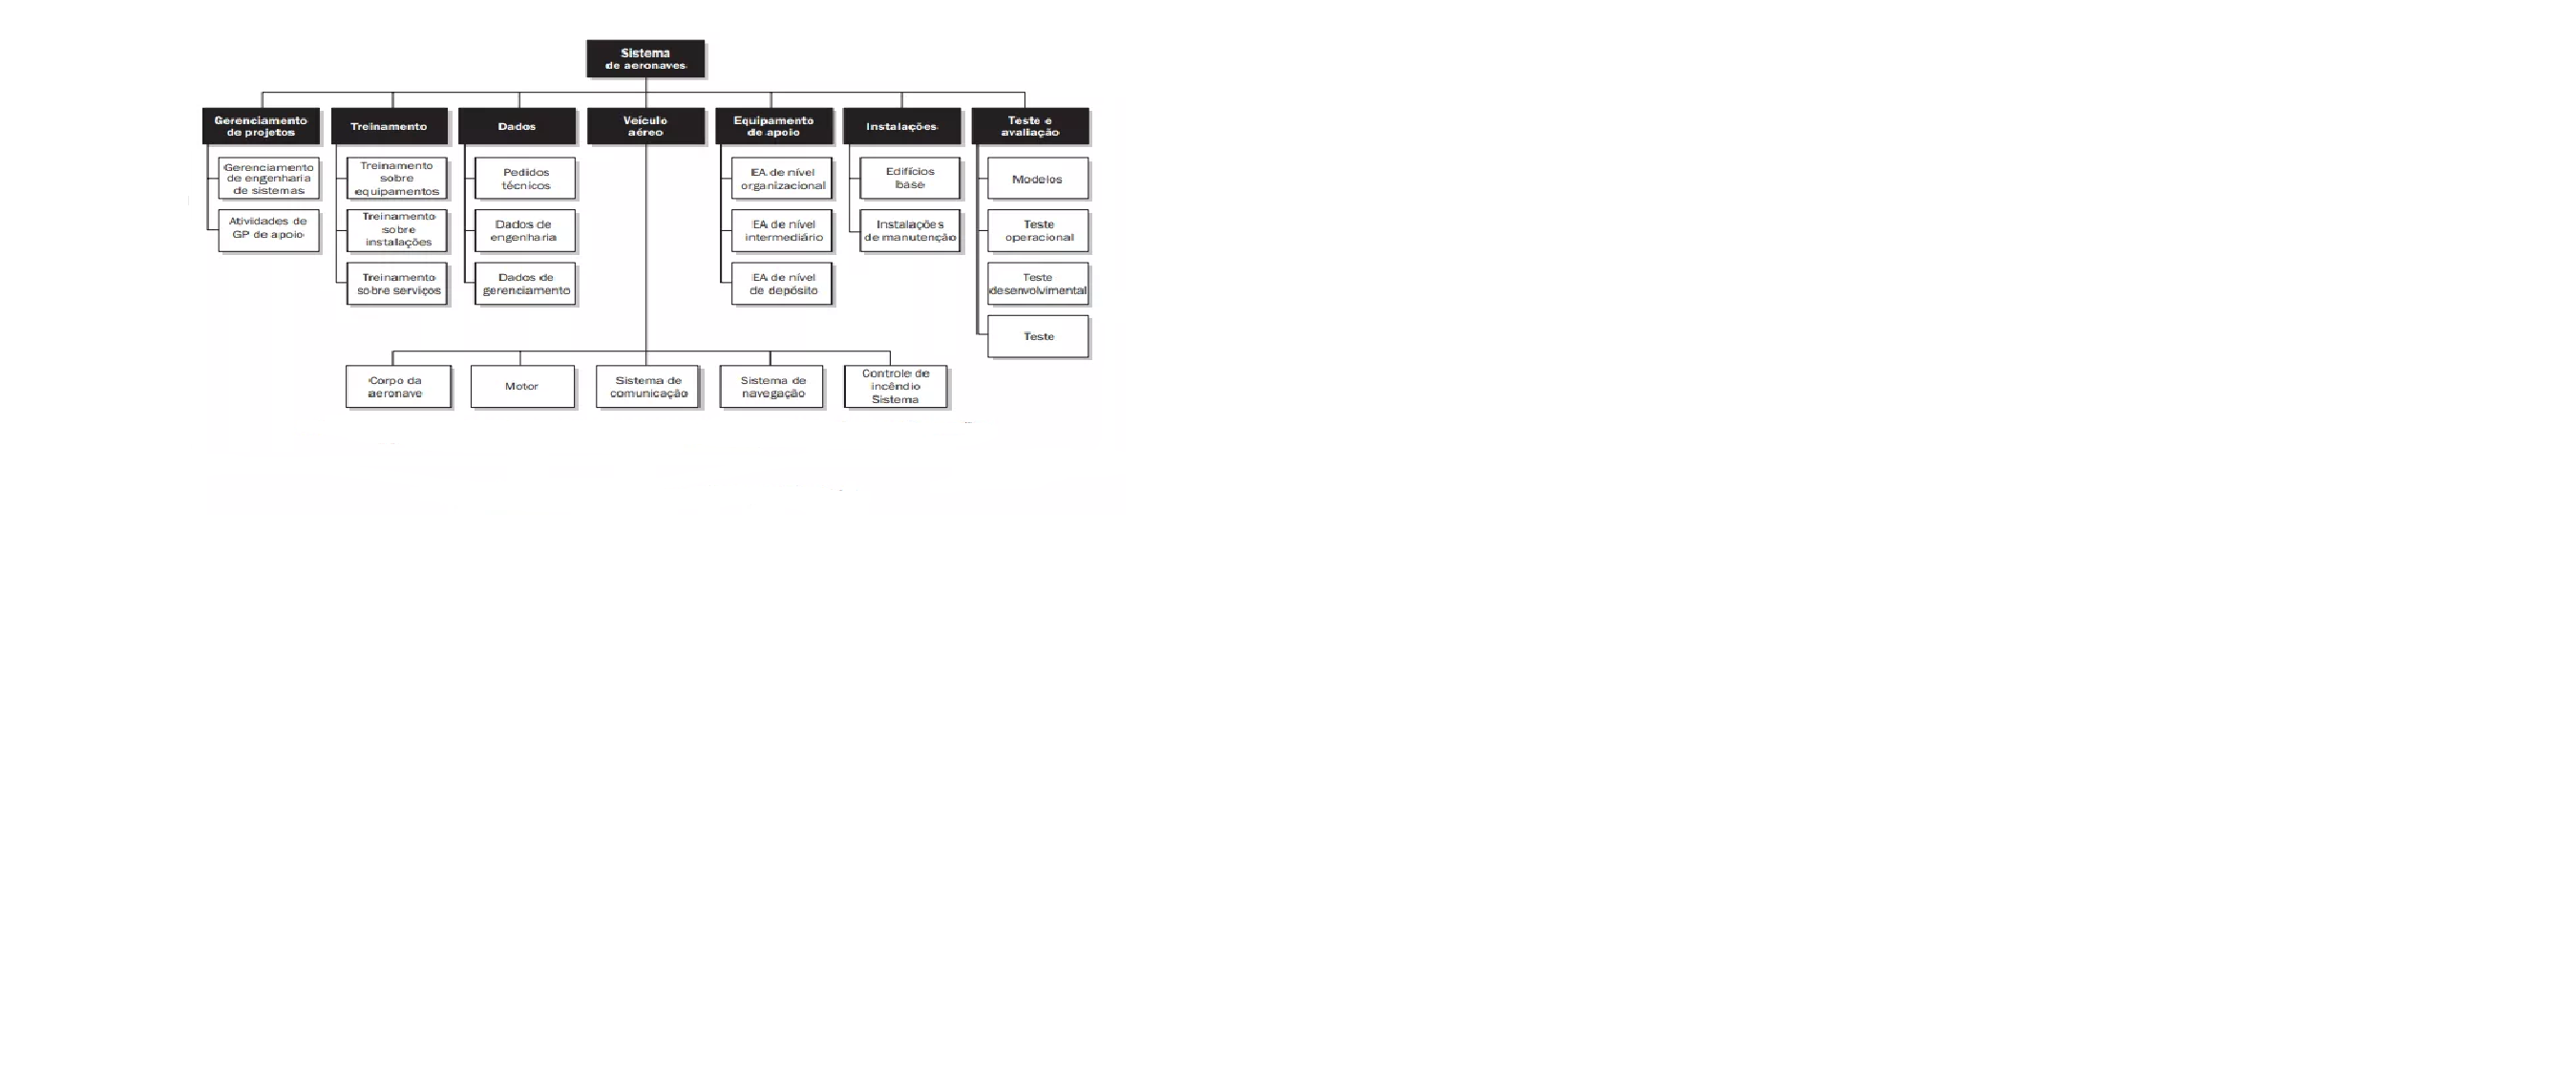 Sistema
de aeronaves
Gerenciamento
de projetos
Treinamento
Dados
Veículo
aéreo
Equipamento
de apoio
Instalações
Teste e
avaliação
Gerenciamento
de engenharia
de sistemas
Atividades de
GP de apoio
Treinamento
sobre
equipamentos
Treinamento
sobre
instalações
Treinamento
sobre serviços
Pedidos
técnicos
Dados de
engenharia
Dados de
gerenciamento
EA de nível
organizacional
EA de nível
intermediário
EA de nível
de depósito
Edifícios
base
Instalações
de manutenção
Modelos
Teste
operacional
Teste
desenvolvimental
Teste
Corpo da
aeronave
Motor
Sistema de
comunicação
Sistema de
navegação
Controle de
incêndio
Sistema